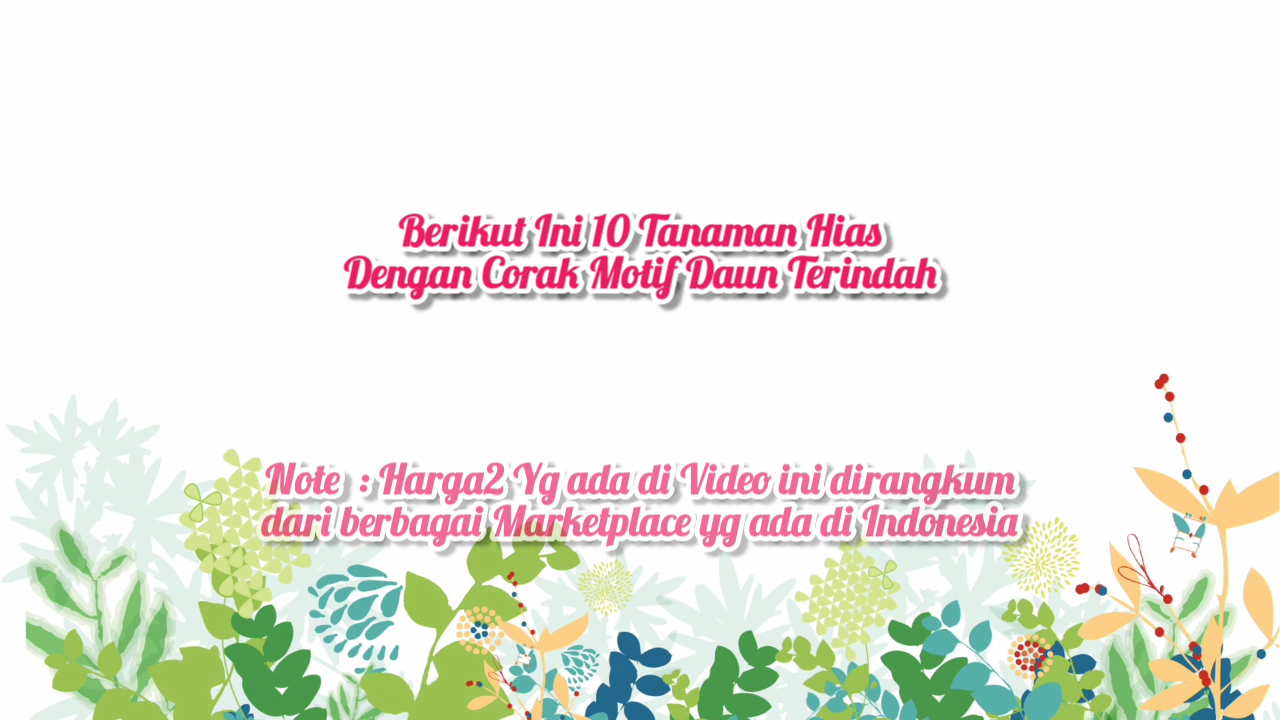 Berikut Ini 10 Tanaman Hias
Dengan Corak Motif Daun Terindah
Note : Harga2 Yg ada di Video ini dirangkum
dari berbagai Marketplace yg ada di Indonesia